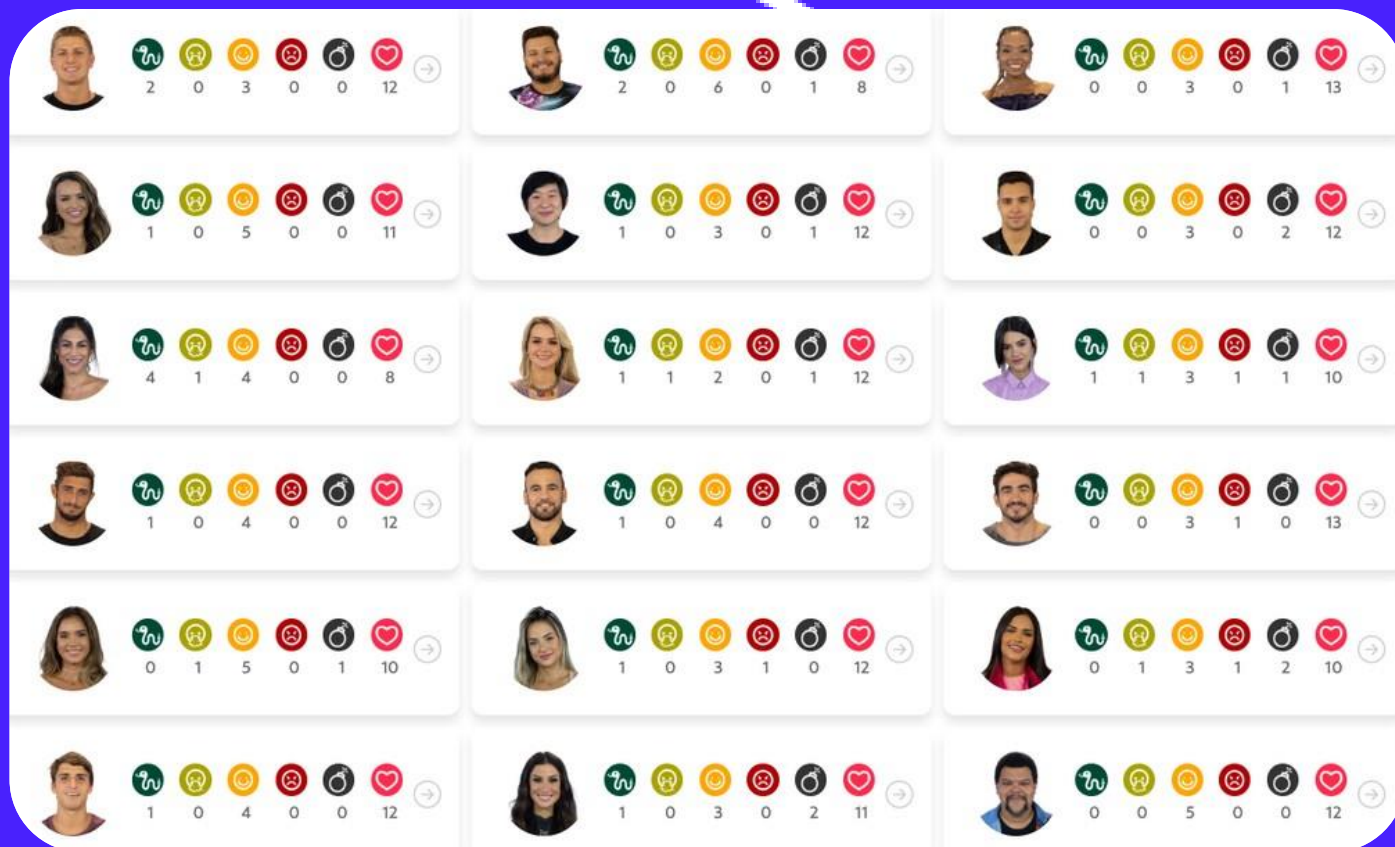 2 0 3 0 0 12 2 0 6 0 1 8 0 0 3 0 1 13
1 0 5 0 0 11 1 0 3 0 1 12 0 0 3 0 2 12
4 1 4 0 0 8 1 1 2 0 1 12 1 1 3 1 1 10
1 0 4 0 0 12 1 0 4 0 0 12 0 0 3 1 0 13
0 1 5 0 1 10 1 0 3 1 0 12 0 1 3 1 2 10
1 0 4 0 0 12 1 0 3 0 2 11 0 0 5 0 0 12